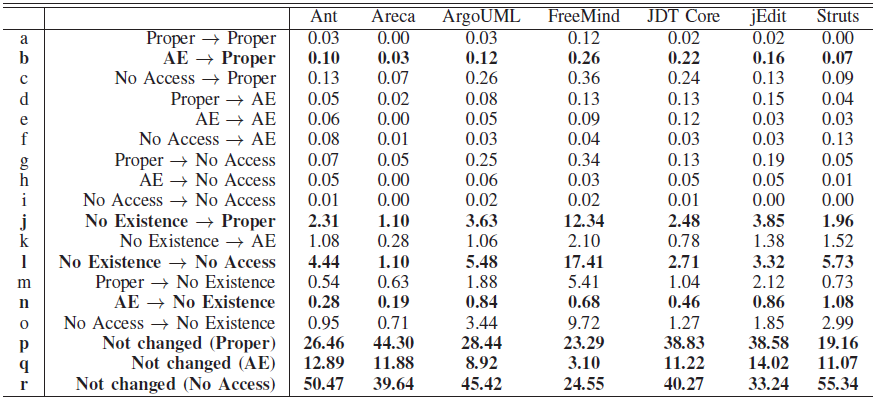 Ant Areca ArgoUML FreeMind JDT Core jEdit Struts
a Proper → Proper 0.03 0.00 0.03 0.12 0.02 0.02 0.00
b AE → Proper 0.10 0.03 0.12 0.26 0.22 0.16 0.07
c No Access → Proper 0.13 0.07 0.26 0.36 0.24 0.13 0.09
d Proper → AE 0.05 0.02 0.08 0.13 0.13 0.15 0.04
e AE → AE 0.06 0.00 0.05 0.09 0.12 0.03 0.03
f No Access → AE 0.08 0.01 0.03 0.04 0.03 0.03 0.13
g Proper → No Access 0.07 0.05 0.25 0.34 0.13 0.19 0.05
h AE → No Access 0.05 0.00 0.06 0.03 0.05 0.05 0.01
i No Access → No Access 0.01 0.00 0.02 0.02 0.01 0.00 0.00
j No Existence → Proper 2.31 1.10 3.63 12.34 2.48 3.85 1.96
k No Existence → AE 1.08 0.28 1.06 2.10 0.78 1.38 1.52
l No Existence → No Access 4.44 1.10 5.48 17.41 2.71 3.32 5.73
m Proper → No Existence 0.54 0.63 1.88 5.41 1.04 2.12 0.73
n AE → No Existence 0.28 0.19 0.84 0.68 0.46 0.86 1.08
o No Access → No Existence 0.95 0.71 3.44 9.72 1.27 1.85 2.99
p Not changed (Proper) 26.46 44.30 28.44 23.29 38.83 38.58 19.16
q Not changed (AE) 12.89 11.88 8.92 3.10 11.22 14.02 11.07
r Not changed (No Access) 50.47 39.64 45.42 24.55 40.27 33.24 55.34